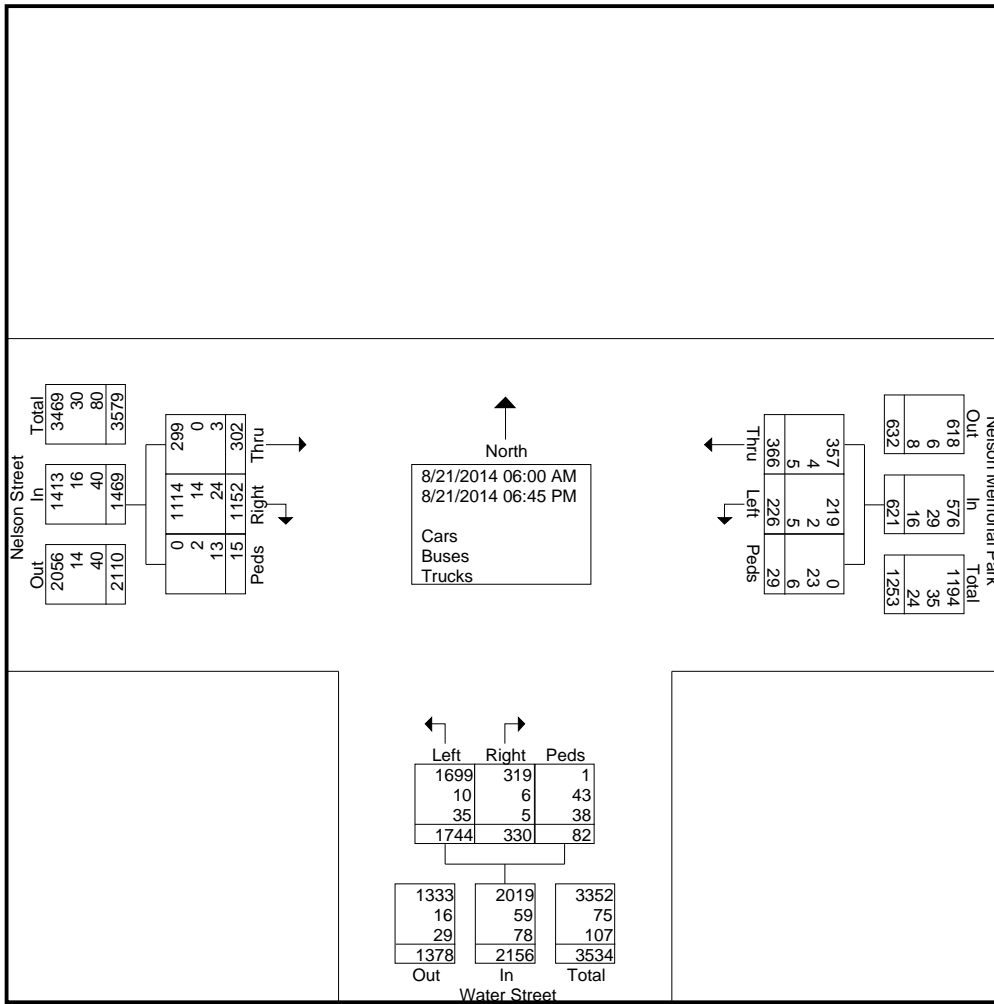 Nelson Street
Total
3469
30
80
3579
In
1413
16
40
1469
Out
2056
14
40
2110
Thru
299
0
3
302
Right
1114
14
24
1152
Peds
0
2
13
15
North
8/21/2014 06:00 AM
8/21/2014 06:45 PM
Cars
Buses
Trucks
Nelson Memorial Park
Out
618
6
8
632
In
576
29
16
621
Total
1194
35
24
1253
Thru
357
4
5
366
Left
219
2
5
226
Peds
0
23
6
29
Left Right Peds
1699 319 1
10 6 43
35 5 38
1744 330 82
1333 2019 3352
16 59 75
29 78 107
1378 2156 3534
Out In Total
Water Street